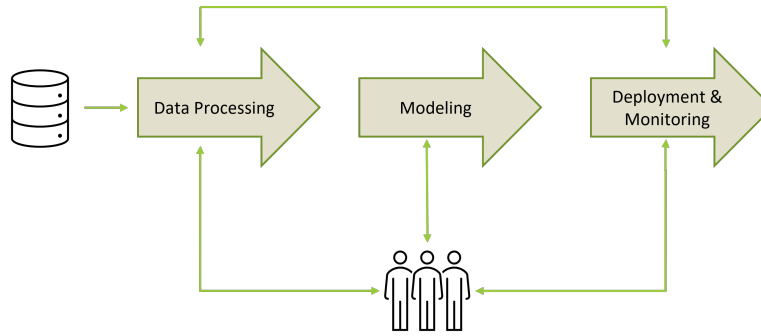 Data Processing
Modeling
Deployment &
Monitoring